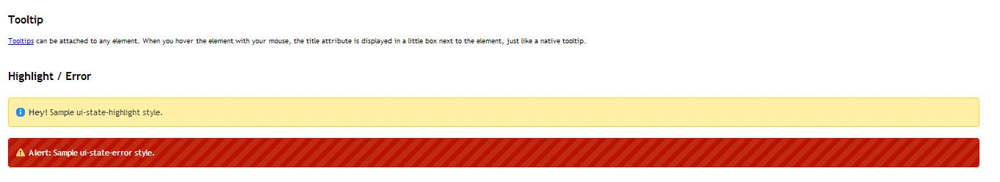 Tooltip
Tooltips can be attached to any element. When you hover the element with your mouse, the title attribute is displayed in a little box next to the element, just like a native tooltip.
Highlight / Error
Hey! Sample ui-state-highlight style.
Alert: Sample ui-state-error style.